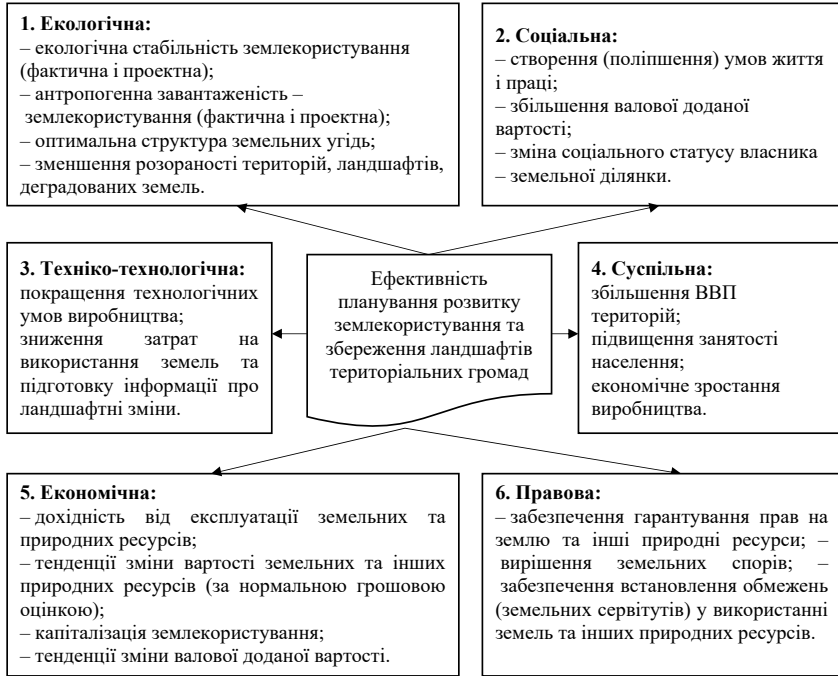 1. Екологічна:
– екологічна стабільність землекористування
(фактична і проектна);
– антропогенна завантаженість –
землекористування (фактична і проектна);
– оптимальна структура земельних угідь;
– зменшення розораності територій, ландшафтів,
деградованих земель.
2. Соціальна:
– створення (поліпшення) умов життя
і праці;
– збільшення валової доданої
вартості;
– зміна соціального статусу власника
– земельної ділянки.
3. Техніко-технологічна:
покращення технологічних
умов виробництва;
зниження затрат на
використання земель та
підготовку інформації про
ландшафтні зміни.
Ефективність
планування розвитку
землекористування та
збереження ландшафтів
територіальних громад
4. Суспільна:
збільшення ВВП
територій;
підвищення занятості
населення;
економічне зростання
виробництва.
5. Економічна:
– дохідність від експлуатації земельних та
природних ресурсів;
– тенденції зміни вартості земельних та інших
природних ресурсів (за нормальною грошовою
оцінкою);
– капіталізація землекористування;
– тенденції зміни валової доданої вартості.
6. Правова:
– забезпечення гарантування прав на
землю та інші природні ресурси; –
вирішення земельних спорів; –
забезпечення встановлення обмежень
(земельних сервітутів) у використанні
земель та інших природних ресурсів.